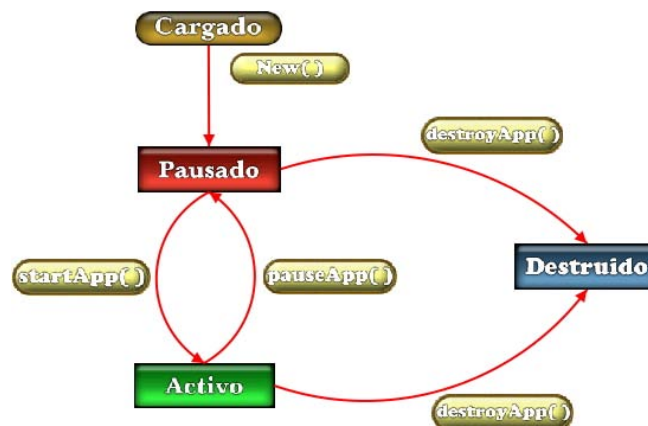 Cargado
New( )
destroyApp( )
Pausado
startApp( )
pauseApp( )
Destruido
Activo
destroyApp( )